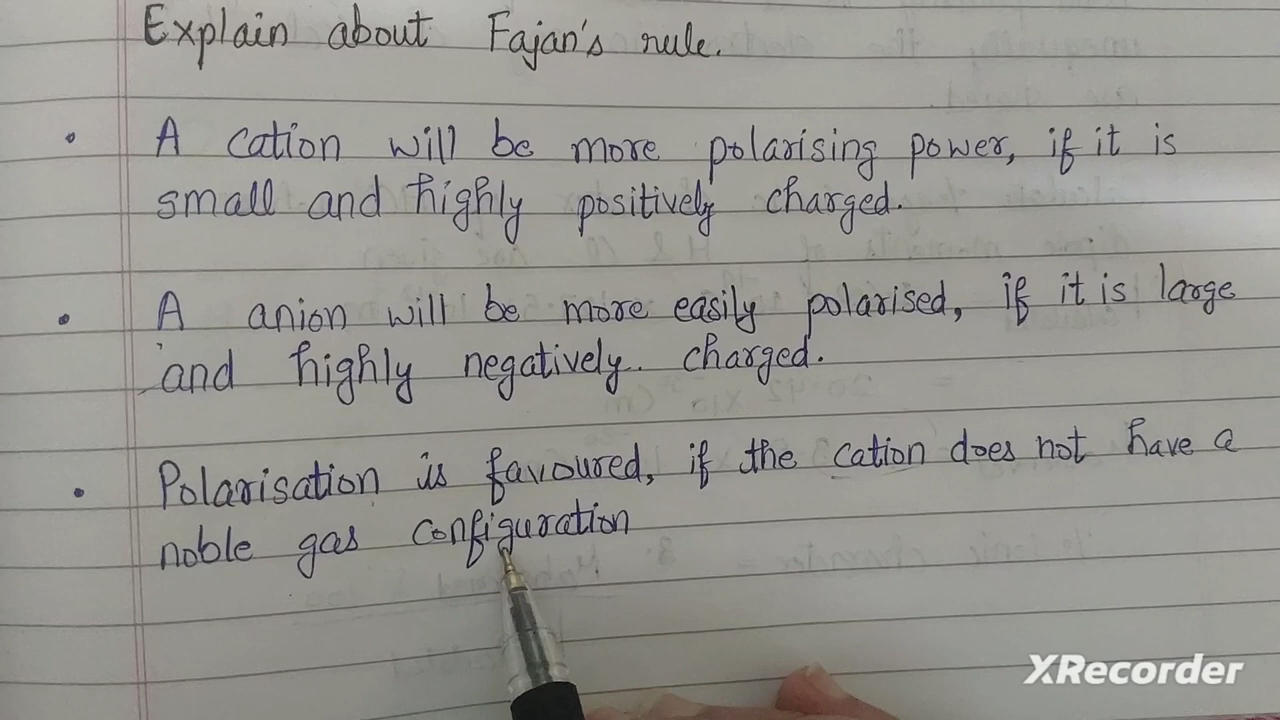 Explain about Fajan's rule.
• A cation will be more polarising power, if it is
small and highly positively charged.
• A anion will be more easily polarised, if it is large
and highly negatively charged.
• Polarisation is favoured, if the cation does not have a
noble gas configuration
XRecorder